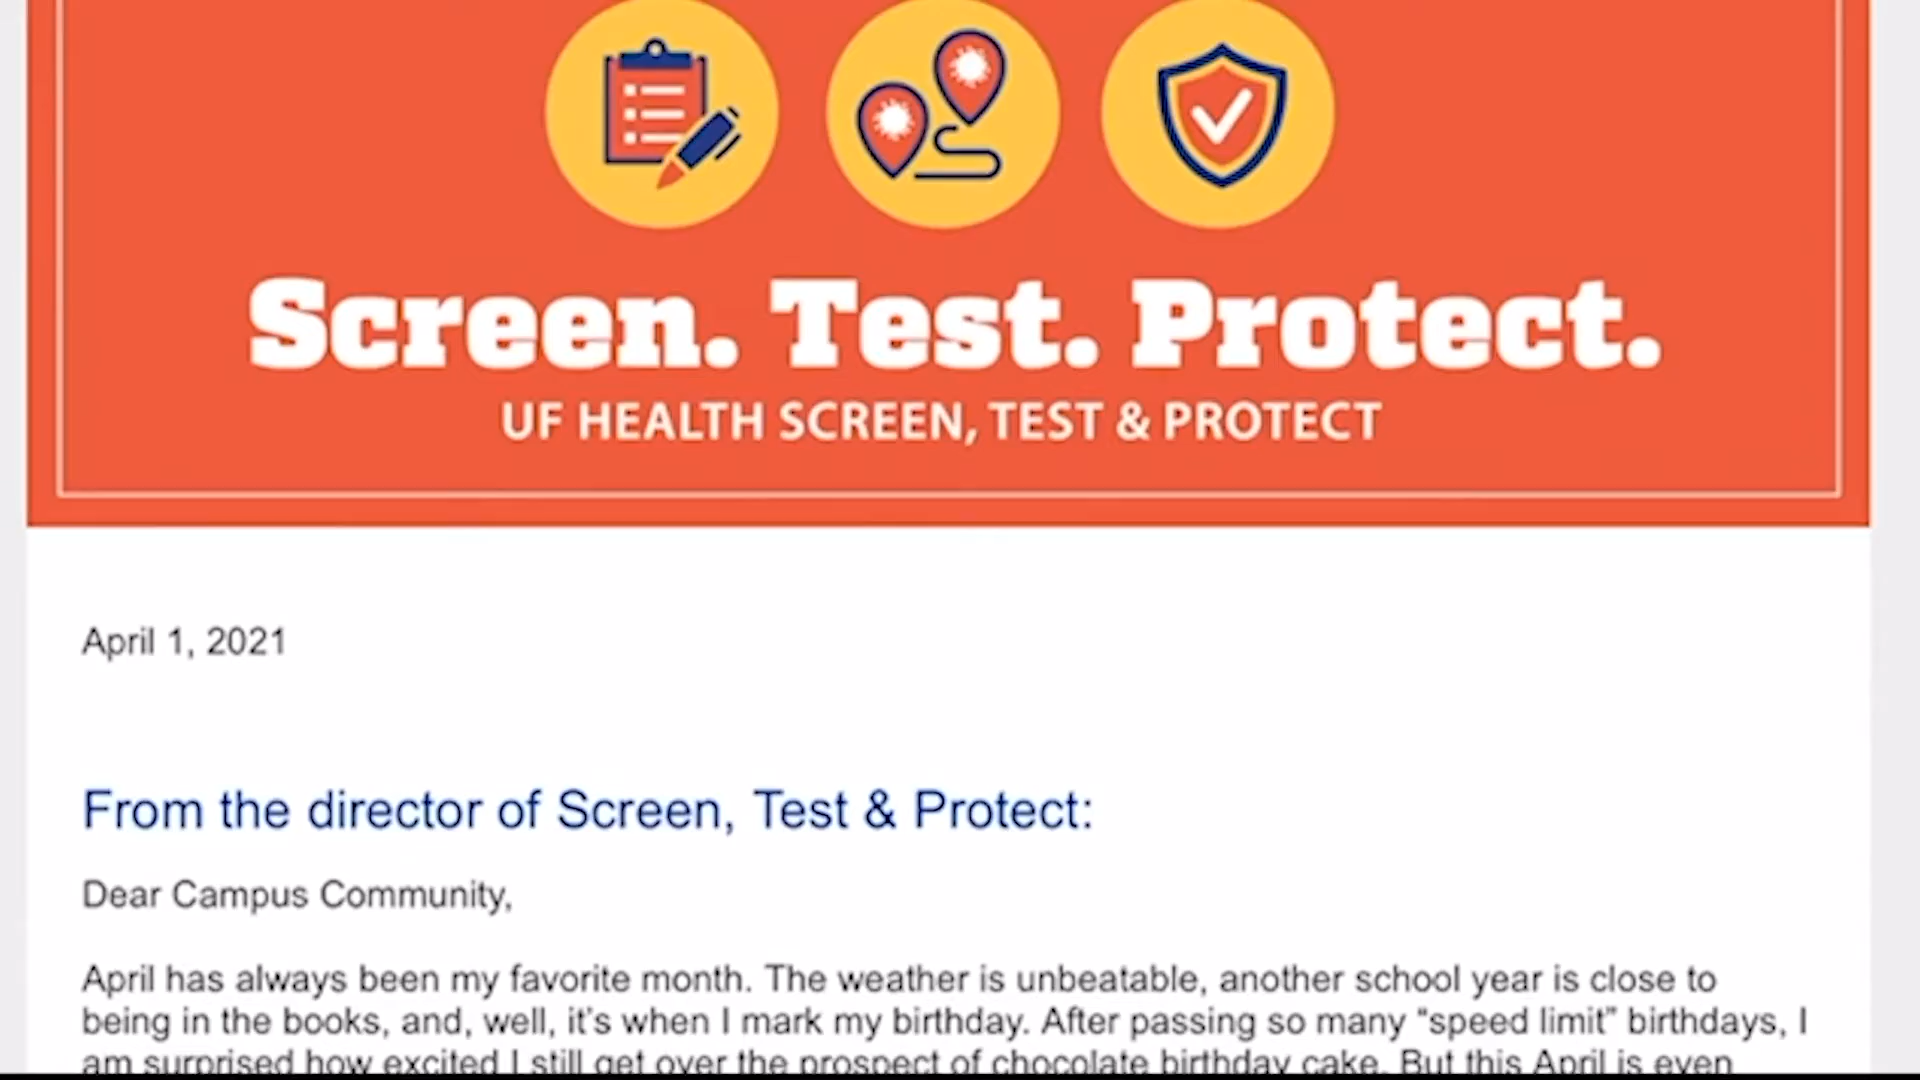 Screen. Test. Protect.
UF HEALTH SCREEN, TEST & PROTECT
April 1, 2021
From the director of Screen, Test & Protect:
Dear Campus Community,
April has always been my favorite month. The weather is unbeatable, another school year is close to
being in the books, and, well, it's when I mark my birthday. After passing so many “speed limit” birthdays, I
am surprised how excited I still get over the prospect of chocolate birthday cake. But this April is even